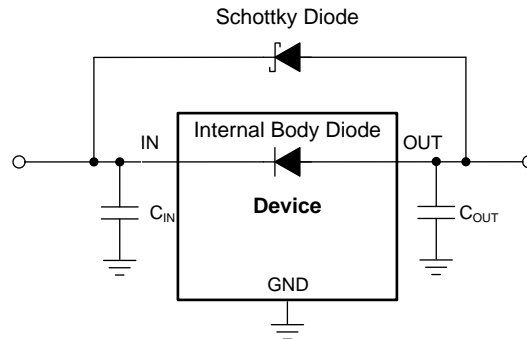 Schottky Diode
IN
Internal Body Diode
OUT
CIN
Device
COUT
GND